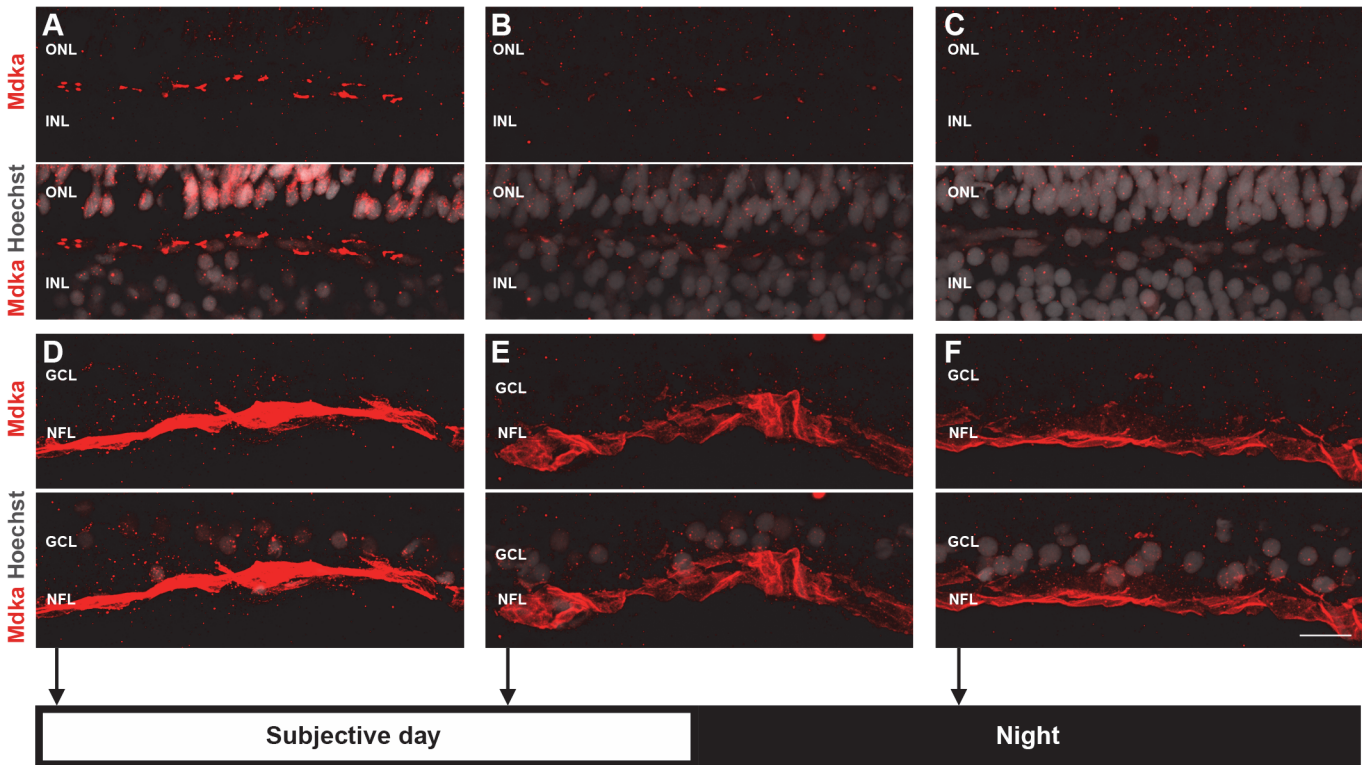 A
B
C
Mdka
ONL
ONL
ONL
INL
INL
INL
Mdka Hoechst
ONL
ONL
ONL
INL
INL
INL
D
E
F
Mdka
GCL
GCL
GCL
NFL
NFL
NFL
Mdka Hoechst
GCL
GCL
GCL
NFL
NFL
NFL
Subjective day
Night